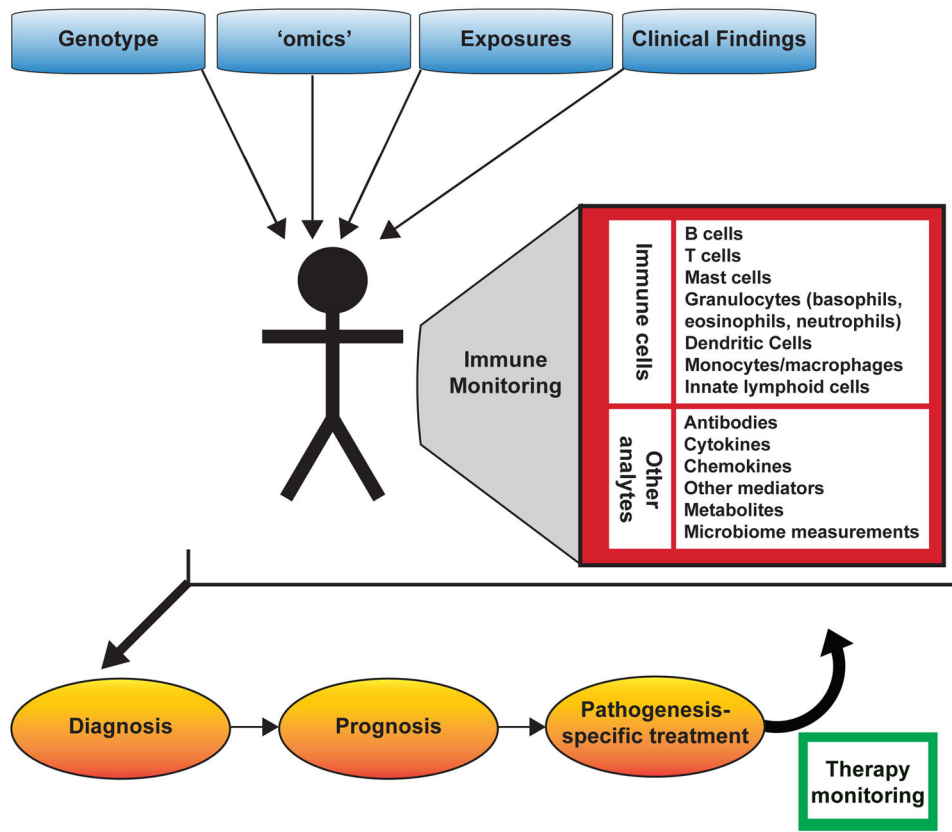 Genotype
‘omics’
Exposures
Clinical Findings
Immune
Monitoring
Immune cells
B cells
T cells
Mast cells
Granulocytes (basophils,
eosinophils, neutrophils)
Dendritic Cells
Monocytes/macrophages
Innate lymphoid cells
Other
analytes
Antibodies
Cytokines
Chemokines
Other mediators
Metabolites
Microbiome measurements
Diagnosis
Prognosis
Pathogenesis-
specific treatment
Therapy
monitoring